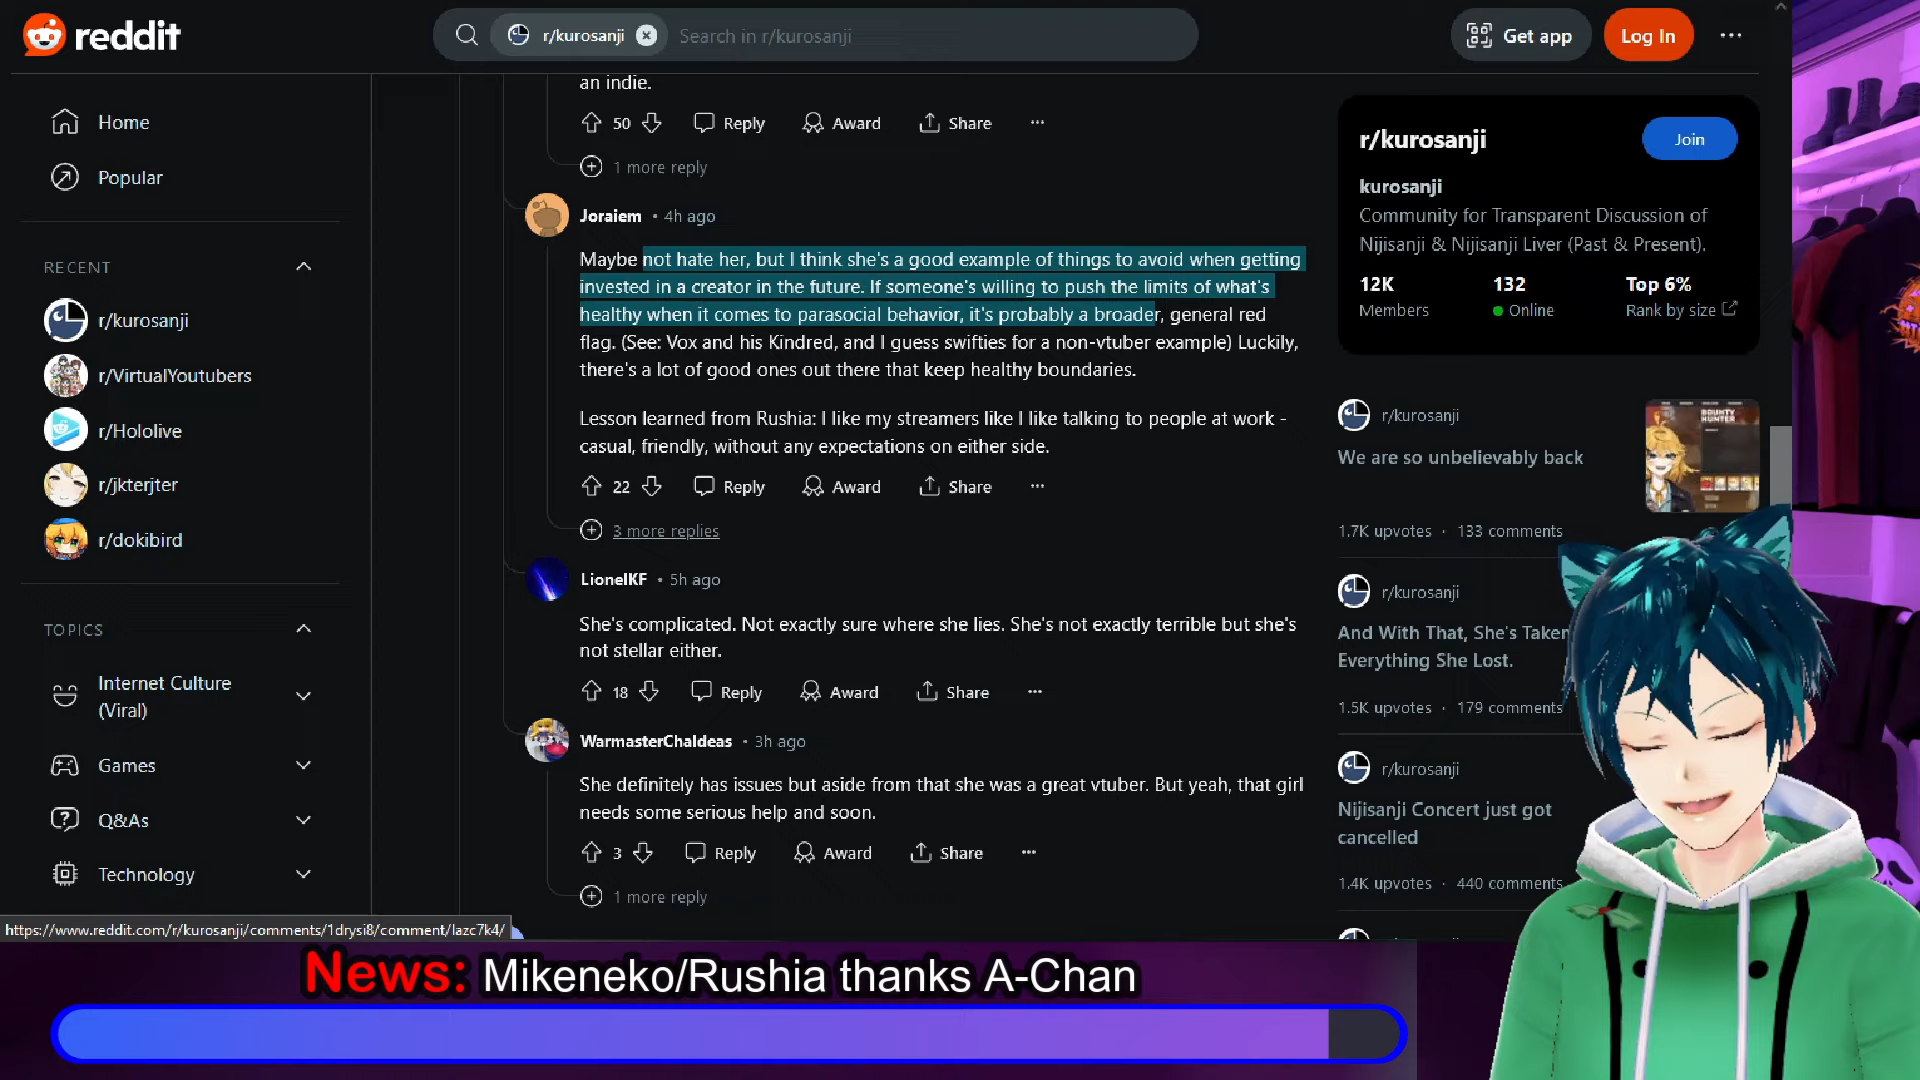 reddit
r/kurosanji
Search in r/kurosanji
Get app
Log In
Home
Popular
RECENT
r/kurosanji
r/VirtualYoutubers
r/Hololive
r/jkterjter
r/dokibird
TOPICS
Internet Culture
(Viral)
Games
Q&As
Technology
an indie.
50 Reply Award Share
1 more reply
Joraiem • 4h ago
Maybe not hate her, but I think she's a good example of things to avoid when getting
invested in a creator in the future. If someone's willing to push the limits of what's
healthy when it comes to parasocial behavior, it's probably a broader, general red
flag. (See: Vox and his Kindred, and I guess swifties for a non-vtuber example) Luckily,
there's a lot of good ones out there that keep healthy boundaries.
Lesson learned from Rushia: I like my streamers like I like talking to people at work -
casual, friendly, without any expectations on either side.
22 Reply Award Share
3 more replies
LionelKF • 5h ago
She's complicated. Not exactly sure where she lies. She's not exactly terrible but she's
not stellar either.
18 Reply Award Share
WarmasterChaldeas • 3h ago
She definitely has issues but aside from that she was a great vtuber. But yeah, that girl
needs some serious help and soon.
3 Reply Award Share
1 more reply
r/kurosanji
Join
kurosanji
Community for Transparent Discussion of
Nijisanji & Nijisanji Liver (Past & Present).
12K 132 Top 6%
Members Online Rank by size
r/kurosanji
We are so unbelievably back
BOUNTY
HUNTER
1.7K upvotes · 133 comments
r/kurosanji
And With That, She's Taken
Everything She Lost.
1.5K upvotes · 179 comments
r/kurosanji
Nijisanji Concert just got
cancelled
1.4K upvotes · 440 comments
https://www.reddit.com/r/kurosanji/comments/1drysi8/comment/lazc7k4/
News: Mikeneko/Rushia thanks A-Chan